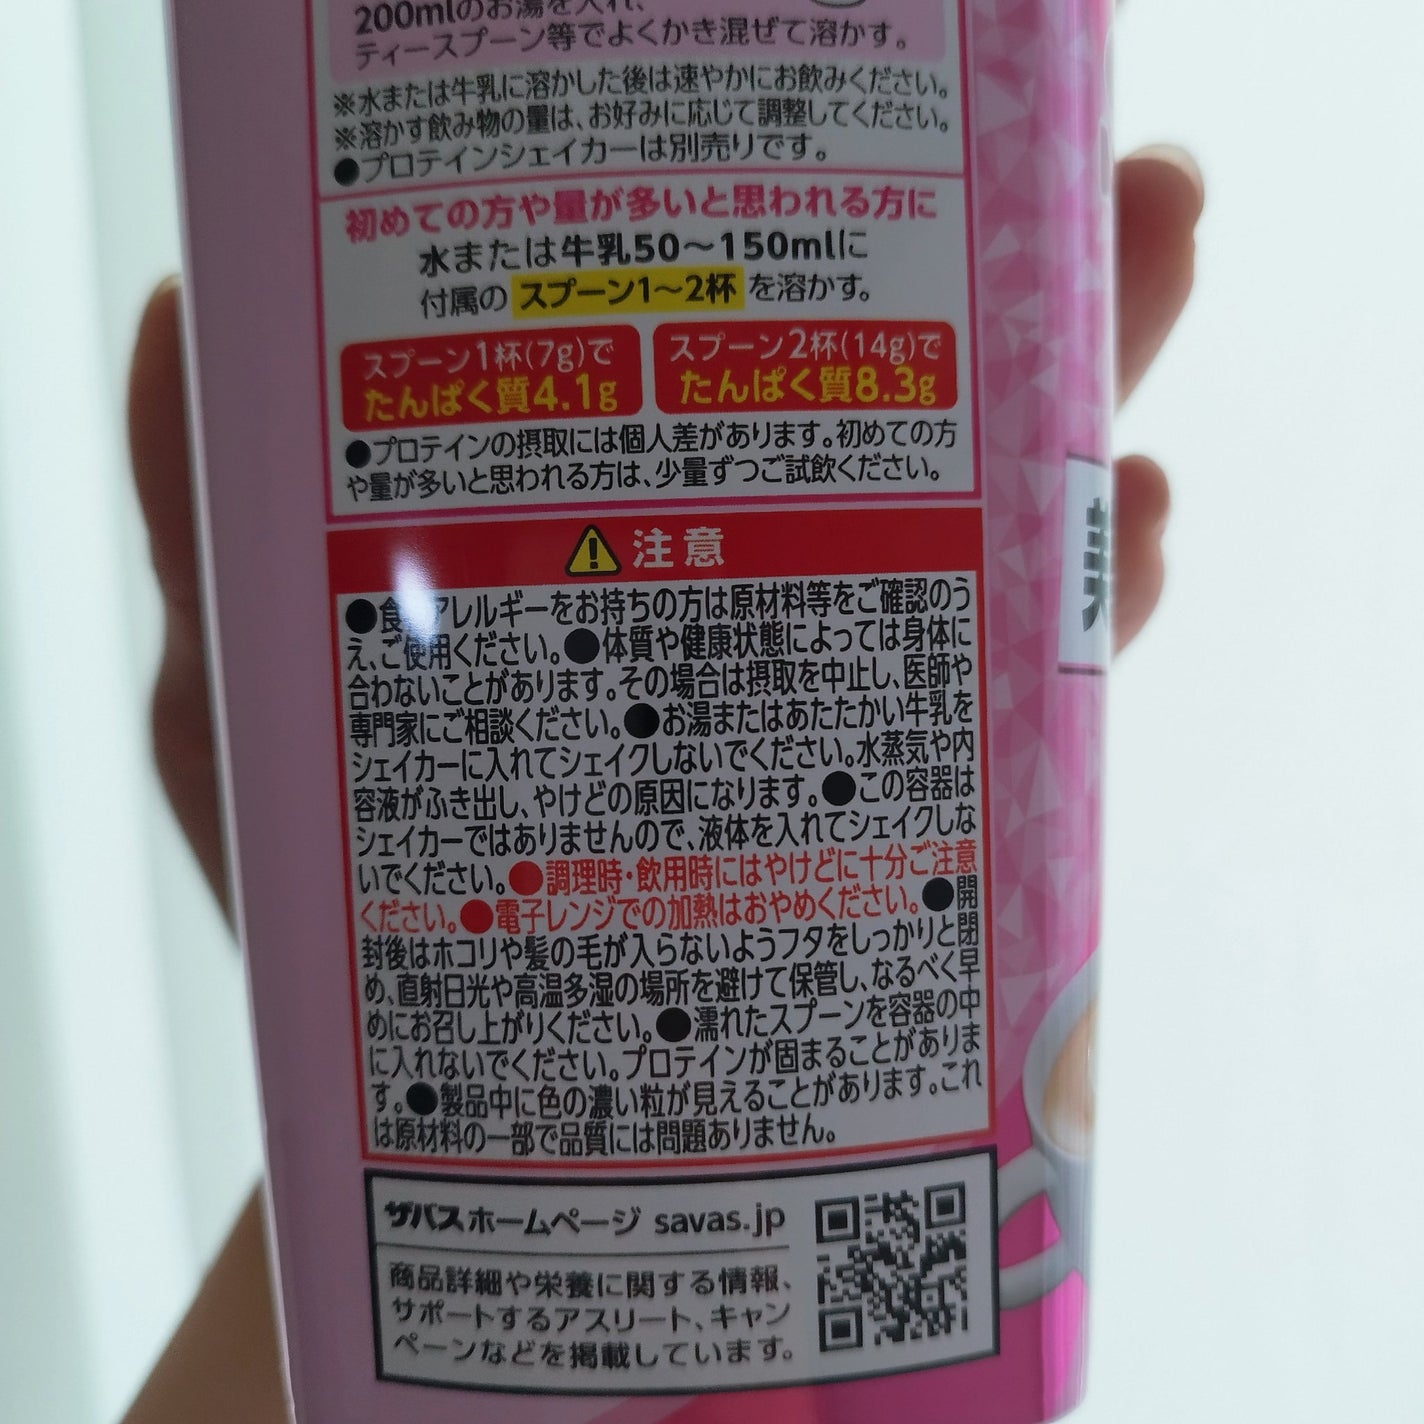 200mlのお湯を入れ、
ティースプーン等でよくかき混ぜて溶かす。
※水または牛乳に溶かした後は速やかにお飲みください。
※溶かす飲み物の量は、お好みに応じて調整してください。
●プロテインシェイカーは別売りです。
初めての方や量が多いと思われる方に
水または牛乳50〜150mlに
付属の スプーン1〜2杯 を溶かす。
スプーン1杯(7g)で
たんぱく質4.1g
スプーン2杯(14g)で
たんぱく質8.3g
●プロテインの摂取には個人差があります。初めての方
や量が多いと思われる方は、少量ずつご試飲ください。
注意
●食 アレルギーをお持ちの方は原材料等をご確認のう
え、ご使用ください。●体質や健康状態によっては身体に
合わないことがあります。その場合は摂取を中止し、医師や
専門家にご相談ください。●お湯またはあたたかい牛乳を
シェイカーに入れてシェイクしないでください。水蒸気や内
容液がふき出し、やけどの原因になります。●この容器は
シェイカーではありませんので、液体を入れてシェイクしな
いでください。●調理時・飲用時にはやけどに十分ご注意
ください。●電子レンジでの加熱はおやめください。●開
封後はホコリや髪の毛が入らないようフタをしっかりと閉
め、直射日光や高温多湿の場所を避けて保管し、なるべく早
めにお召し上がりください。●濡れたスプーンを容器の中
に入れないでください。プロテインが固まることがありま
す。●製品中に色の濃い粒が見えることがあります。これ
は原材料の一部で品質には問題ありません。
ザバスホームページ savas.jp
商品詳細や栄養に関する情報、
サポートするアスリート、キャン
ペーンなどを掲載しています。